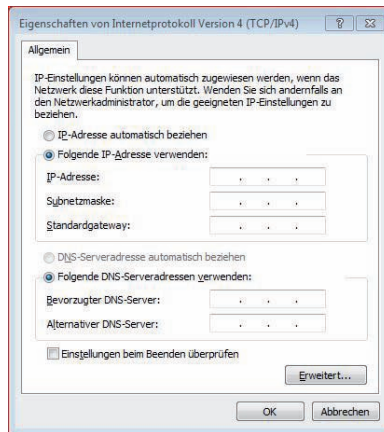 Eigenschaften von Internetprotokoll Version 4 (TCP/IPv4)
Allgemein
IP-Einstellungen können automatisch zugewiesen werden, wenn das
Netzwerk diese Funktion unterstützt. Wenden Sie sich andernfalls an
den Netzwerkadministrator, um die geeigneten IP-Einstellungen zu
beziehen.
IP-Adresse automatisch beziehen
Folgende IP-Adresse verwenden:
IP-Adresse: . . .
Subnetzmaske: . . .
Standardgateway: . . .
DNS-Serveradresse automatisch beziehen
Folgende DNS-Serveradressen verwenden:
Bevorzugter DNS-Server: . . .
Alternativer DNS-Server: . . .
Einstellungen beim Beenden überprüfen
Erweitert...
OK Abbrechen